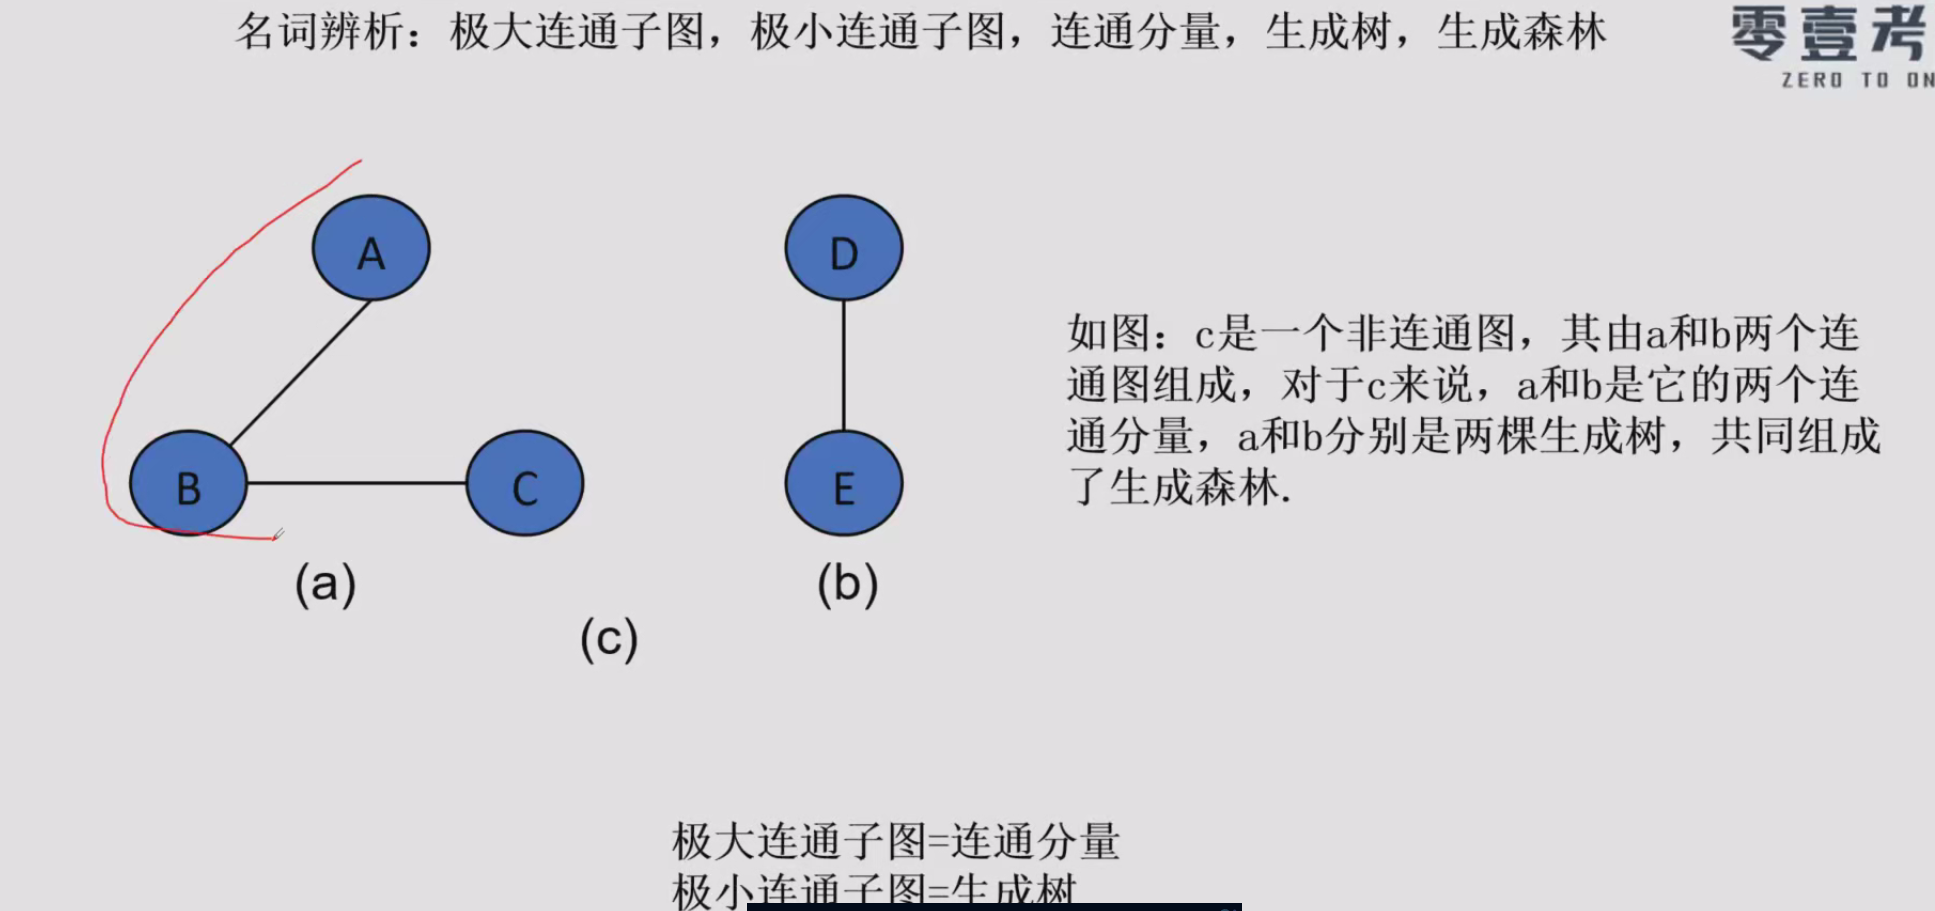 名词辨析：极大连通子图，极小连通子图，连通分量，生成树，生成森林
零壹考
ZERO TO ON
A
D
B
C
E
(a)
(b)
(c)
如图：c是一个非连通图，其由a和b两个连
通图组成，对于c来说，a和b是它的两个连
通分量，a和b分别是两棵生成树，共同组成
了生成森林.
极大连通子图=连通分量
极小连通子图=生成树